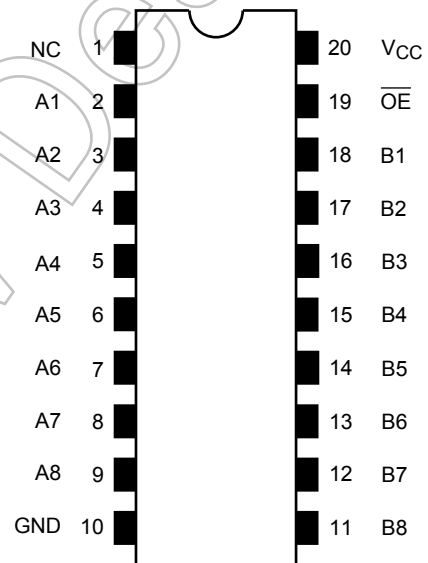 NC 1 20 VCC
A1 2 19 O̅E̅
A2 3 18 B1
A3 4 17 B2
A4 5 16 B3
A5 6 15 B4
A6 7 14 B5
A7 8 13 B6
A8 9 12 B7
GND 10 11 B8